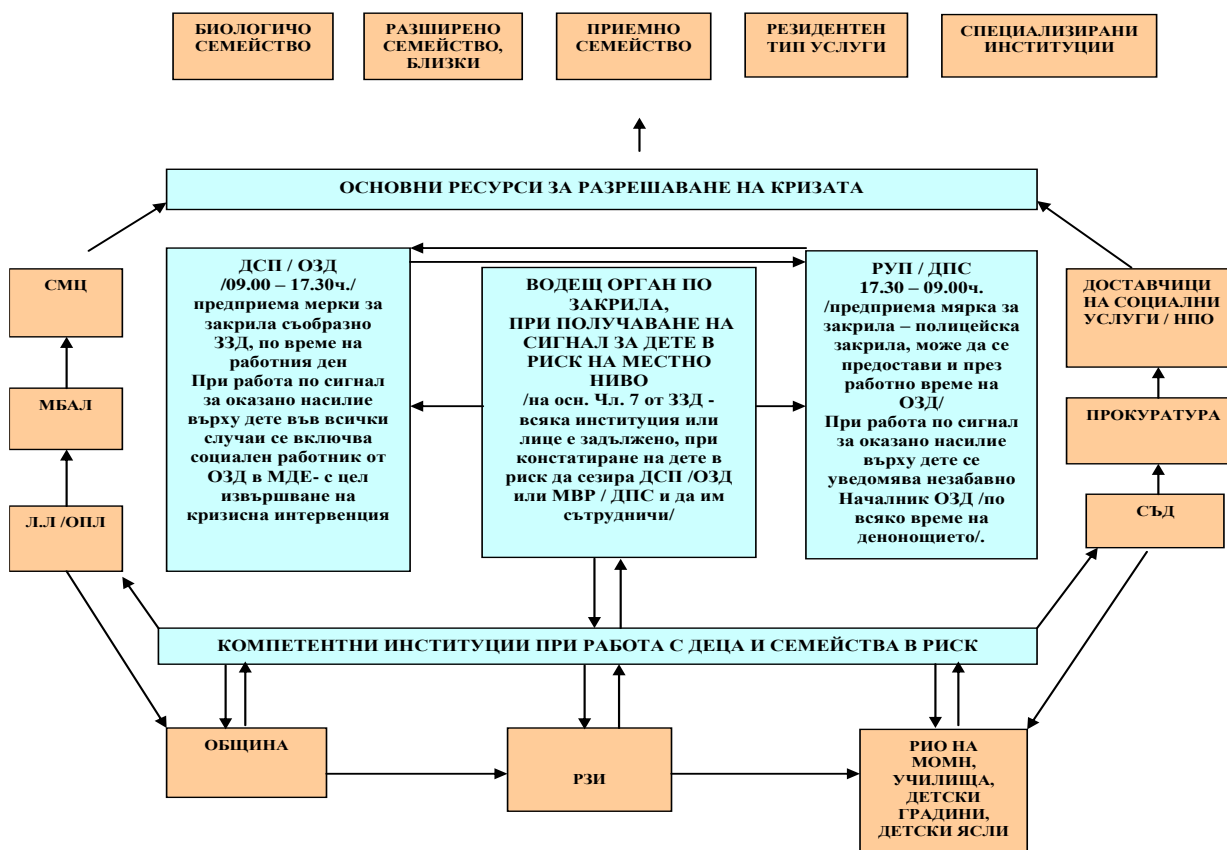 БИОЛОГИЧО
СЕМЕЙСТВО
РАЗШИРЕНО
СЕМЕЙСТВО,
БЛИЗКИ
ПРИЕМНО
СЕМЕЙСТВО
РЕЗИДЕНТЕН
ТИП УСЛУГИ
СПЕЦИАЛИЗИРАНИ
ИНСТИТУЦИИ
ОСНОВНИ РЕСУРСИ ЗА РАЗРЕШАВАНЕ НА КРИЗАТА
СМЦ
МБАЛ
Л.Л /ОПЛ
ДСП / ОЗД
/09.00 – 17.30ч./
предприема мерки за
закрила съобразно
ЗЗД, по време на
работния ден
При работа по сигнал
за оказано насилие
върху дете във всички
случаи се включва
социален работник от
ОЗД в МДЕ- с цел
извършване на
кризисна интервенция
ВОДЕЩ ОРГАН ПО
ЗАКРИЛА,
ПРИ ПОЛУЧАВАНЕ НА
СИГНАЛ ЗА ДЕТЕ В
РИСК НА МЕСТНО
НИВО
/на осн. Чл. 7 от ЗЗД -
всяка институция или
лице е задължено, при
констатиране на дете в
риск да сезира ДСП /ОЗД
или МВР / ДПС и да им
сътрудничи/
РУП / ДПС
17.30 – 09.00ч.
/предприема мярка за
закрила – полицейска
закрила, може да се
предостави и през
работно време на
ОЗД/
При работа по сигнал
за оказано насилие
върху дете се
уведомява незабавно
Началник ОЗД /по
всяко време на
денонощието/.
ДОСТАВЧИЦИ
НА СОЦИАЛНИ
УСЛУГИ / НПО
ПРОКУРАТУРА
СЪД
КОМПЕТЕНТНИ ИНСТИТУЦИИ ПРИ РАБОТА С ДЕЦА И СЕМЕЙСТВА В РИСК
ОБЩИНА
РЗИ
РИО НА
МОМН,
УЧИЛИЩА,
ДЕТСКИ
ГРАДИНИ,
ДЕТСКИ ЯСЛИ